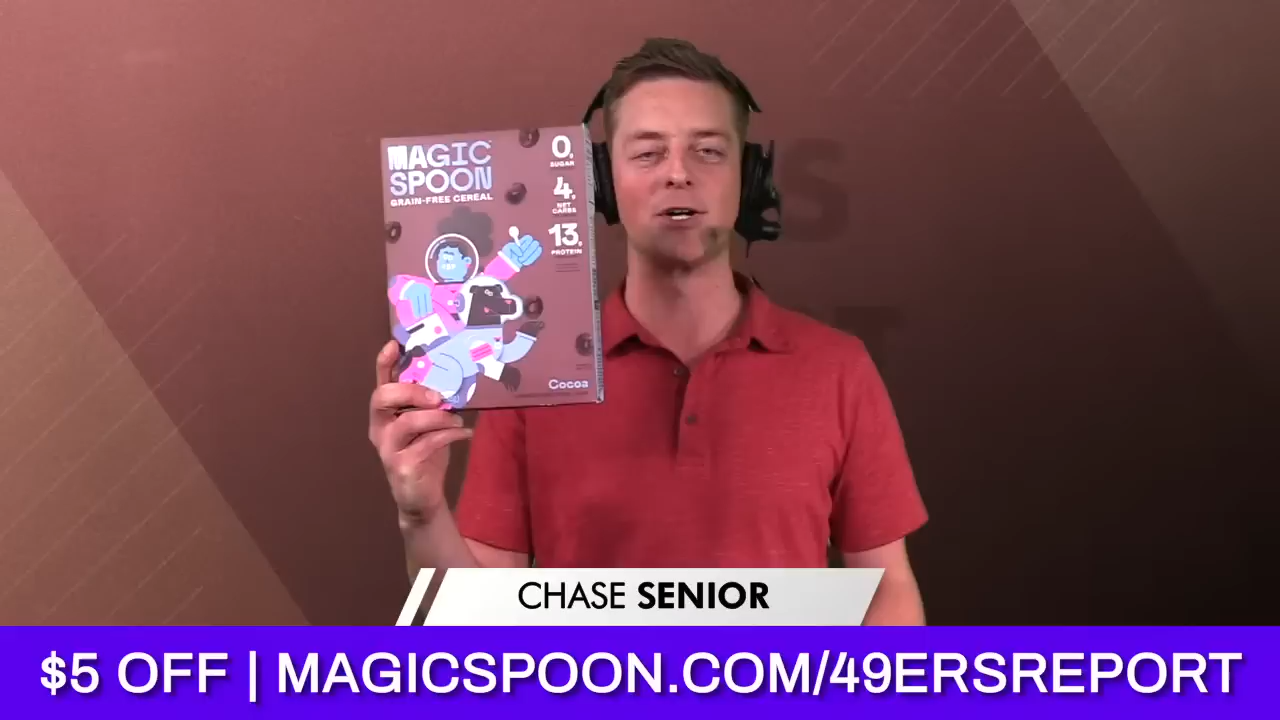 MAGIC
SPOON
GRAIN-FREE CEREAL
0g
SUGAR
4g
NET
CARBS
13g
PROTEIN
Cocoa
CHASE SENIOR
$5 OFF | MAGICSPOON.COM/49ERSREPORT